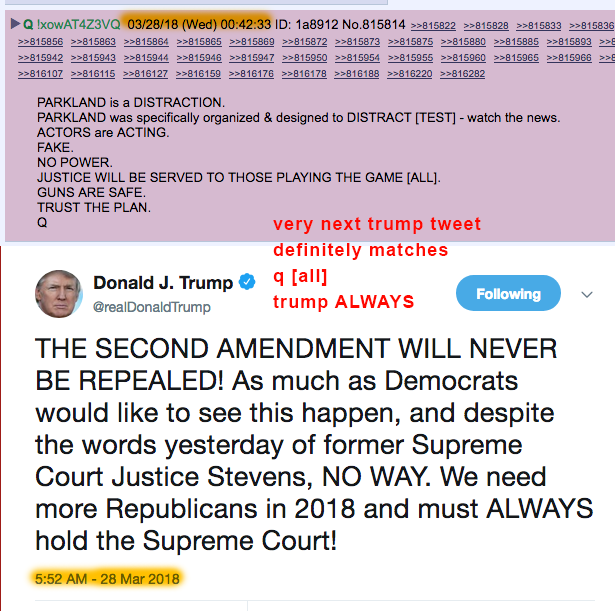 Q !xowAT4Z3VQ 03/28/18 (Wed) 00:42:33 ID: 1a8912 No.815814 >>815822 >>815828 >>815833 >>815836
>>815856 >>815863 >>815864 >>815865 >>815869 >>815872 >>815873 >>815875 >>815880 >>815885 >>815893
>>815942 >>815943 >>815944 >>815946 >>815947 >>815950 >>815954 >>815955 >>815960 >>815965 >>815966
>>816107 >>816115 >>816127 >>816159 >>816176 >>816178 >>816188 >>816220 >>816282
PARKLAND is a DISTRACTION.
PARKLAND was specifically organized & designed to DISTRACT [TEST] - watch the news.
ACTORS are ACTING.
FAKE.
NO POWER.
JUSTICE WILL BE SERVED TO THOSE PLAYING THE GAME [ALL].
GUNS ARE SAFE.
TRUST THE PLAN.
Q
very next trump tweet
definitely matches
q [all]
trump ALWAYS
Donald J. Trump
@realDonaldTrump
Following
THE SECOND AMENDMENT WILL NEVER
BE REPEALED! As much as Democrats
would like to see this happen, and despite
the words yesterday of former Supreme
Court Justice Stevens, NO WAY. We need
more Republicans in 2018 and must ALWAYS
hold the Supreme Court!
5:52 AM - 28 Mar 2018